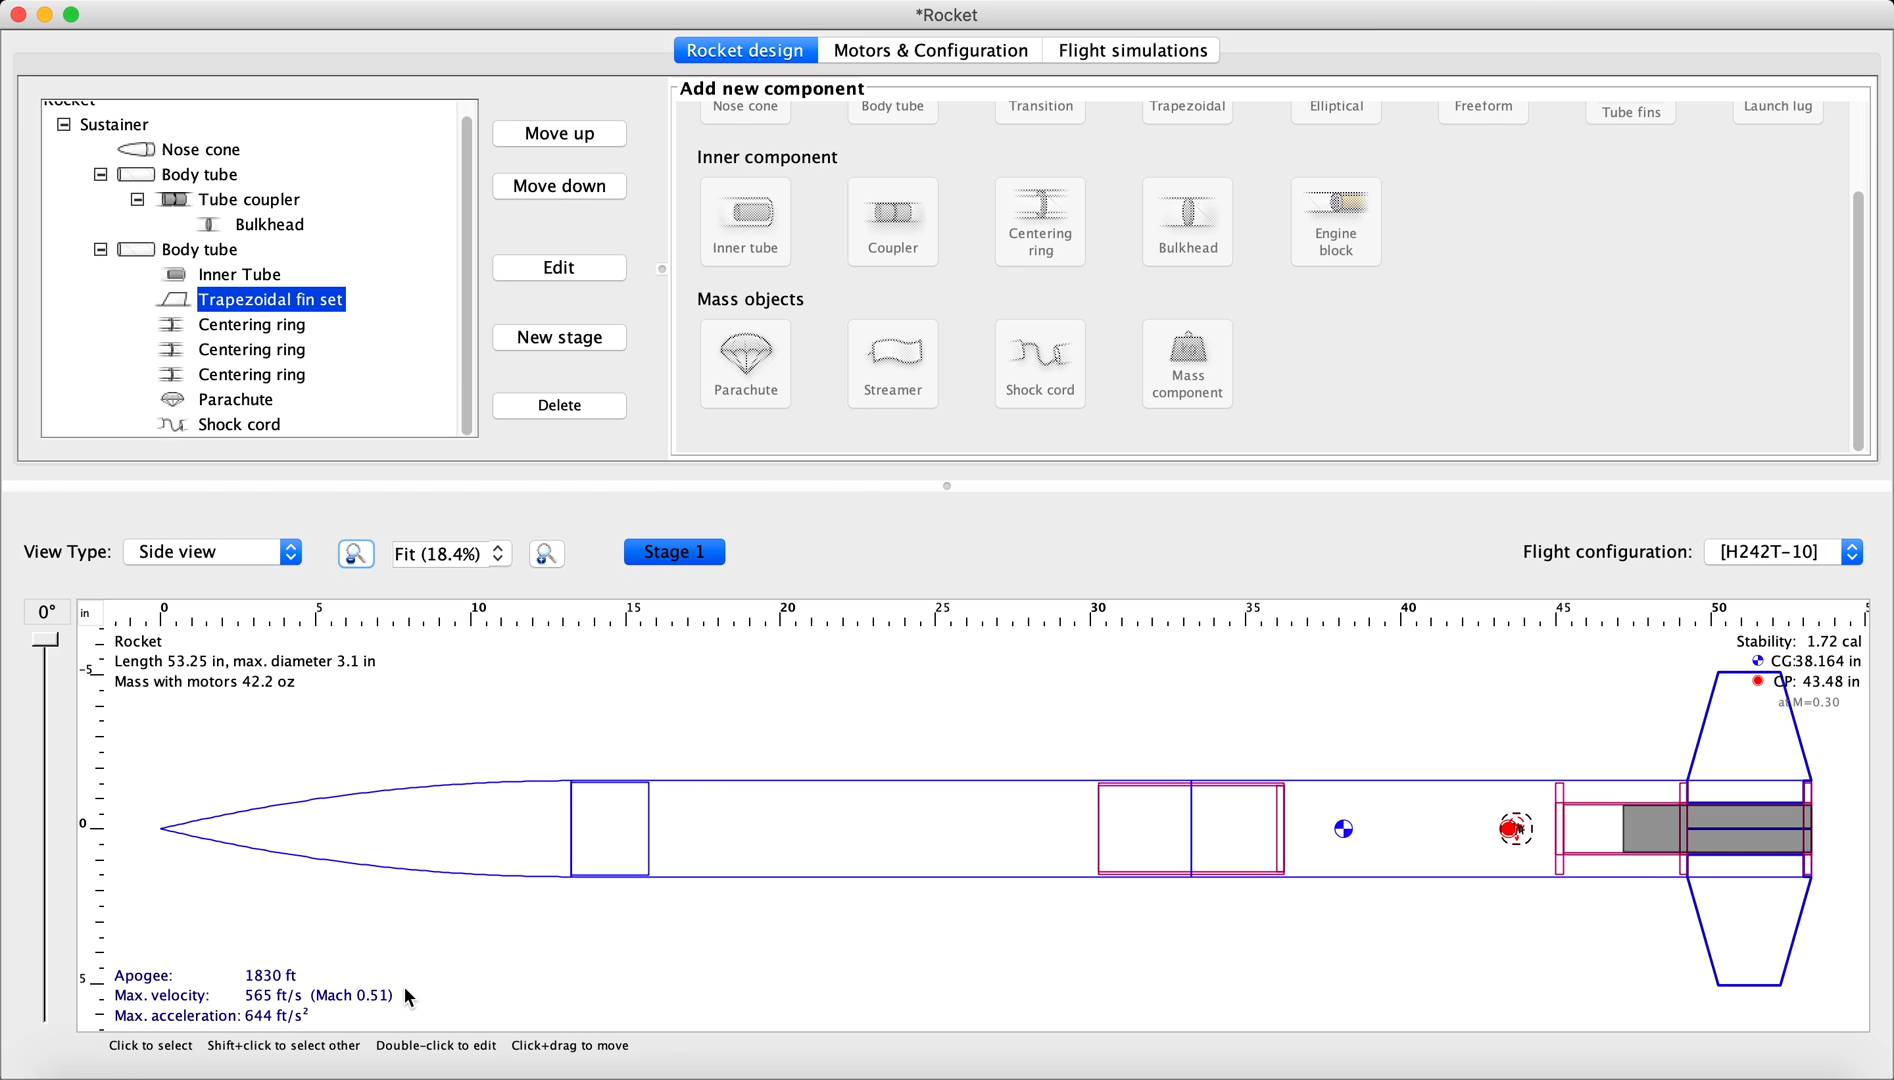 *Rocket
Rocket design
Motors & Configuration
Flight simulations
Rocket
Sustainer
Nose cone
Body tube
Tube coupler
Bulkhead
Body tube
Inner Tube
Trapezoidal fin set
Centering ring
Centering ring
Centering ring
Parachute
Shock cord
Move up
Move down
Edit
New stage
Delete
Add new component
Nose cone
Body tube
Transition
Trapezoidal
Elliptical
Freeform
Tube fins
Launch lug
Inner component
Inner tube
Coupler
Centering
ring
Bulkhead
Engine
block
Mass objects
Parachute
Streamer
Shock cord
Mass
component
View Type:
Side view
Fit (18.4%)
Stage 1
Flight configuration:
[H242T-10]
0°
in
0 5 10 15 20 25 30 35 40 45 50
-5
0
5
Rocket
Length 53.25 in, max. diameter 3.1 in
Mass with motors 42.2 oz
Stability: 1.72 cal
CG:38.164 in
CP: 43.48 in
at M=0.30
Apogee: 1830 ft
Max. velocity: 565 ft/s (Mach 0.51)
Max. acceleration: 644 ft/s²
Click to select Shift+click to select other Double-click to edit Click+drag to move